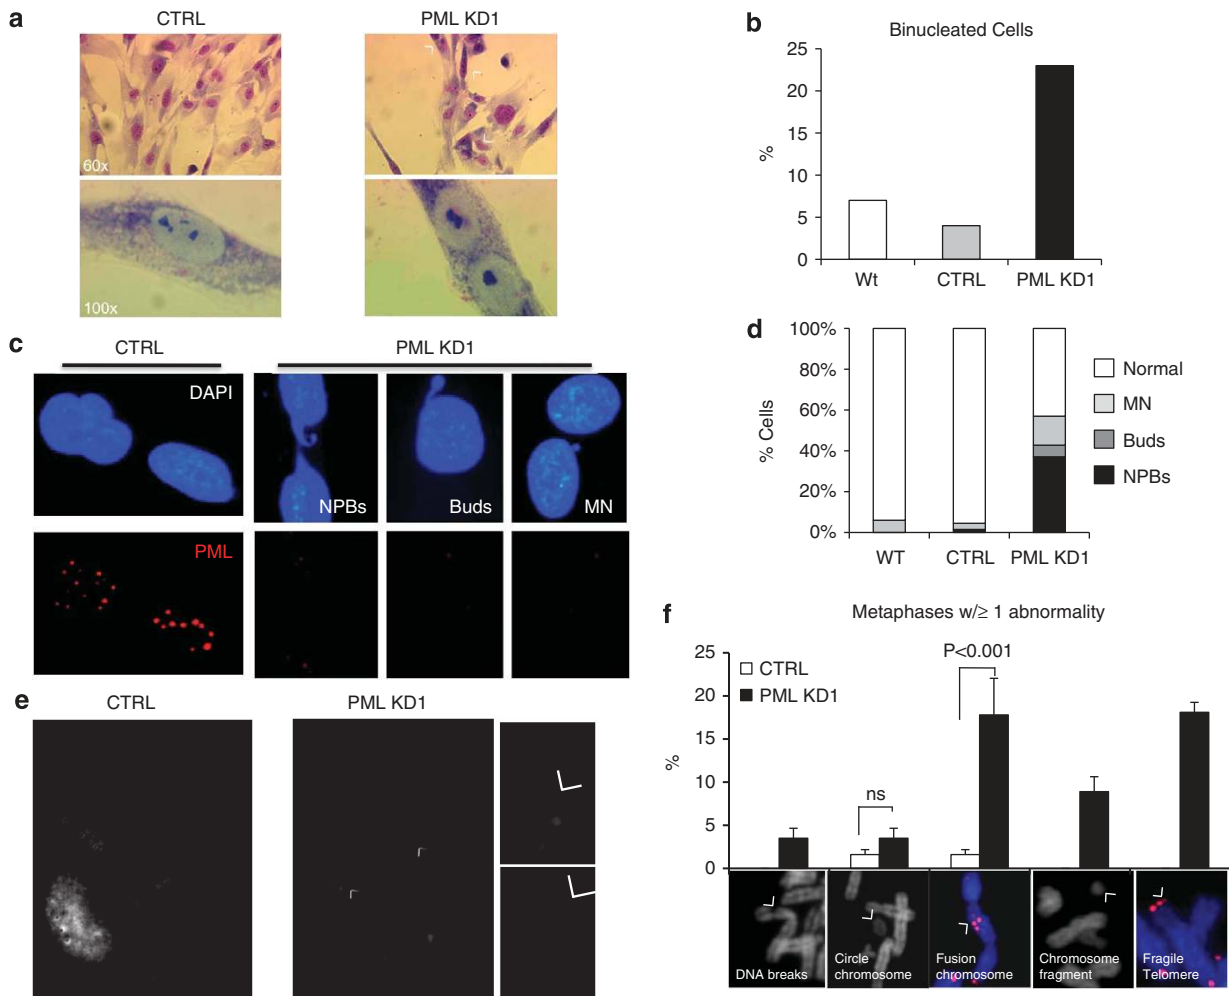 a
CTRL
PML KD1
60x
100x
b
Binucleated Cells
25
20
15
10
5
0
%
Wt
CTRL
PML KD1
c
CTRL
PML KD1
DAPI
NPBs
Buds
MN
PML
d
100%
80%
60%
40%
20%
0%
% Cells
WT
CTRL
PML KD1
Normal
MN
Buds
NPBs
e
CTRL
PML KD1
f
Metaphases w/≥ 1 abnormality
25
20
15
10
5
0
%
CTRL
PML KD1
ns
P<0.001
DNA breaks
Circle
chromosome
Fusion
chromosome
Chromosome
fragment
Fragile
Telomere